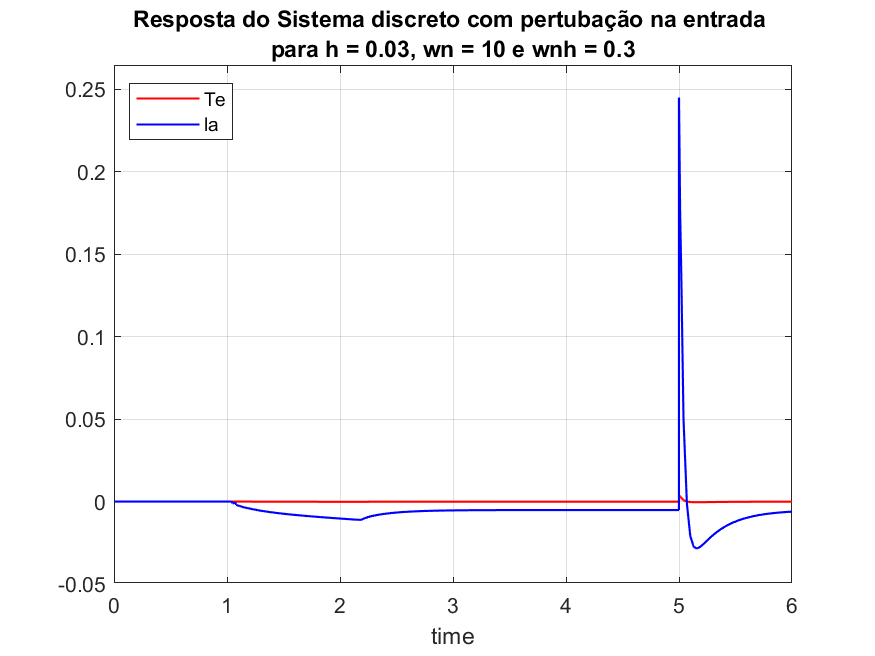 Resposta do Sistema discreto com pertubação na entrada
para h = 0.03, wn = 10 e wnh = 0.3
0.25
Te
Ia
0.2
0.15
0.1
0.05
0
-0.05
0 1 2 3 4 5 6
time